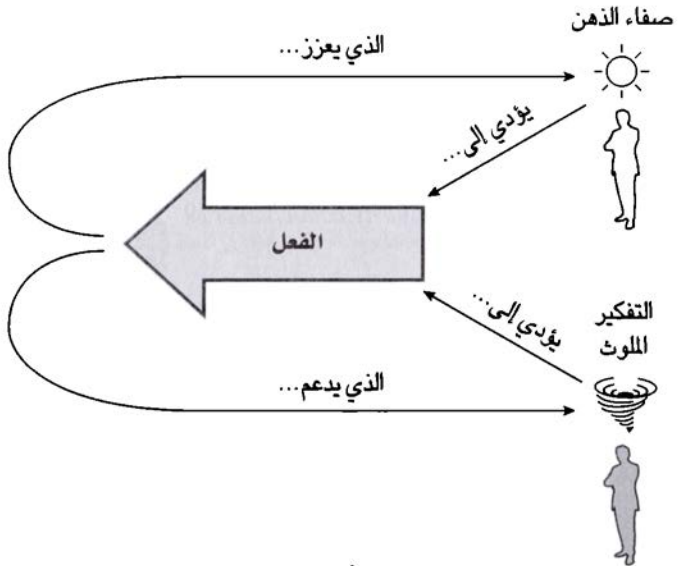 صفاء الذهن
الذي يعزز...
يؤدي إلى...
الفعل
التفكير
الملوث
يؤدي إلى...
الذي يدعم...